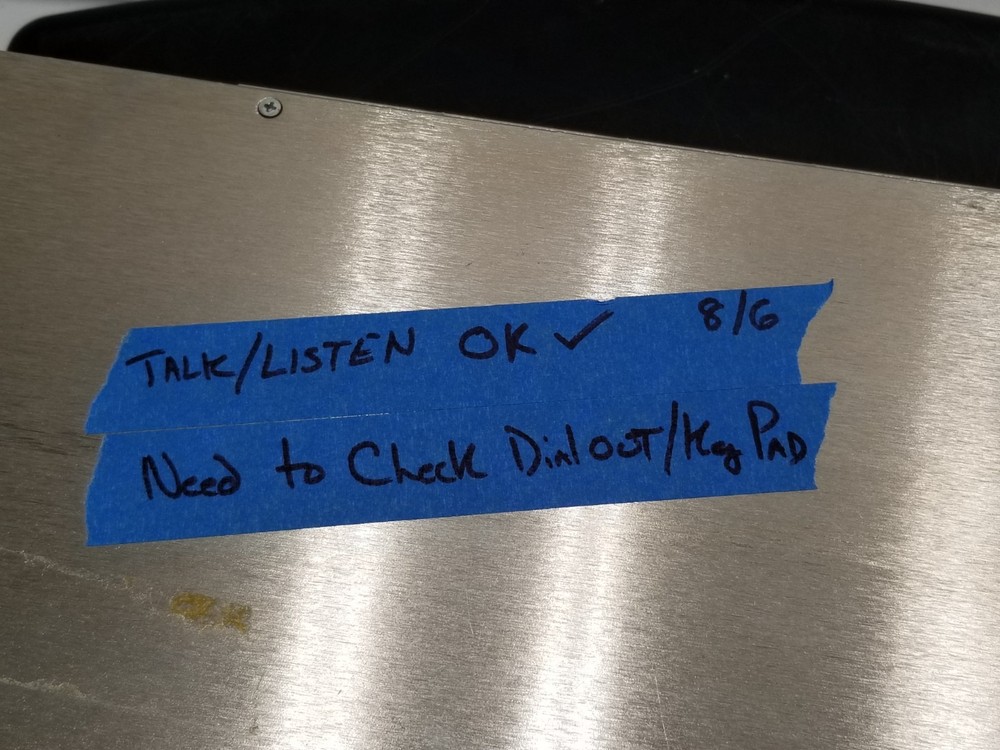 TALK/LISTEN OK ✓ 8/6
Need to Check Dial OUT/Key PAD